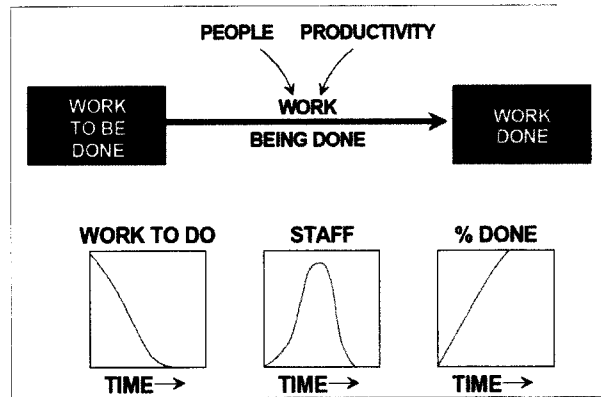 PEOPLE PRODUCTIVITY
WORK
TO BE
DONE
WORK
BEING DONE
WORK
DONE
WORK TO DO
STAFF
% DONE
TIME→
TIME→
TIME→